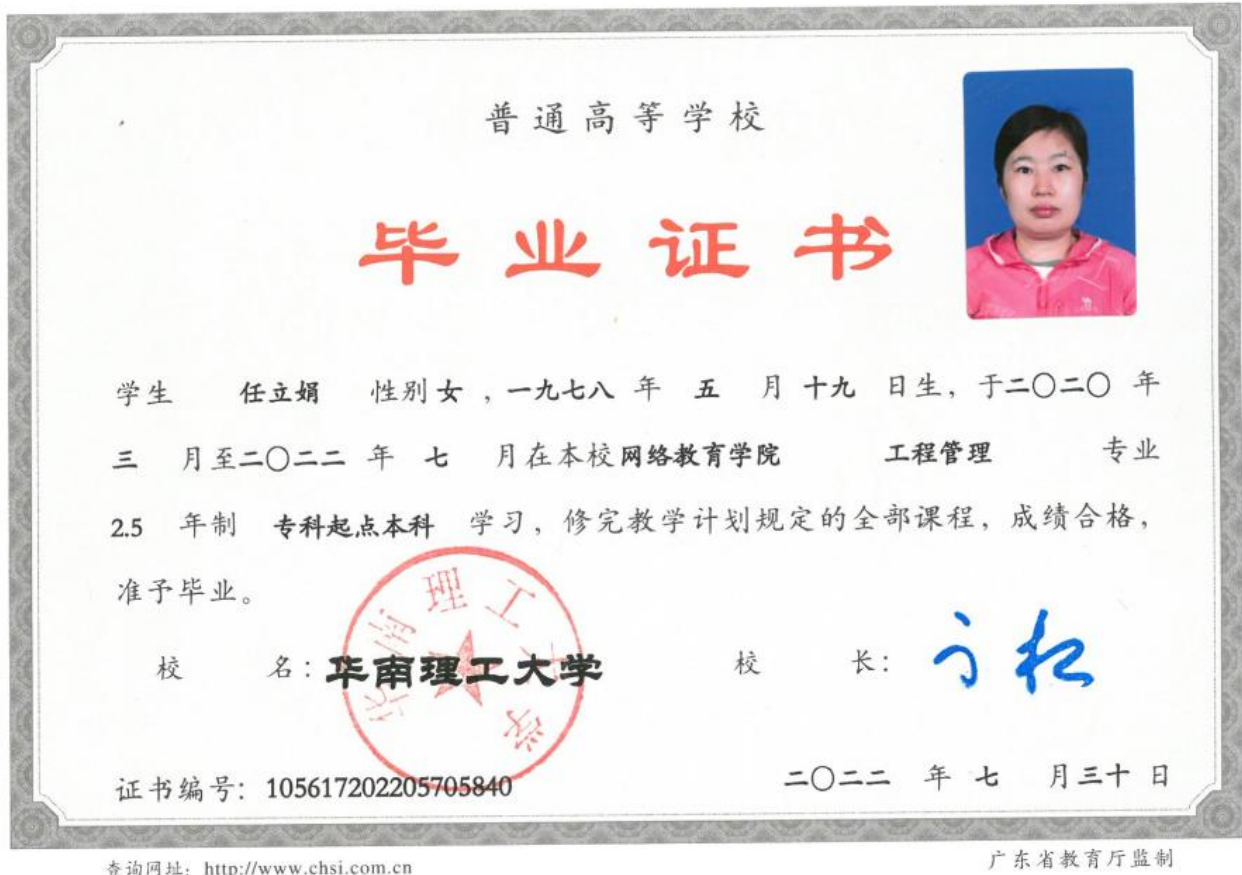 普通高等学校
毕业证书
学生 任立娟 性别女，一九七八 年 五 月 十九 日生，于二〇二〇 年
三 月至二〇二二 年 七 月在本校网络教育学院 工程管理 专业
2.5 年制 专科起点本科 学习，修完教学计划规定的全部课程，成绩合格，
准予毕业。
华南理工大学
校 名：华南理工大学 校 长：
证书编号：105617202205705840 二〇二二 年 七 月三十 日
查询网址：http://www.chsi.com.cn 广东省教育厅监制